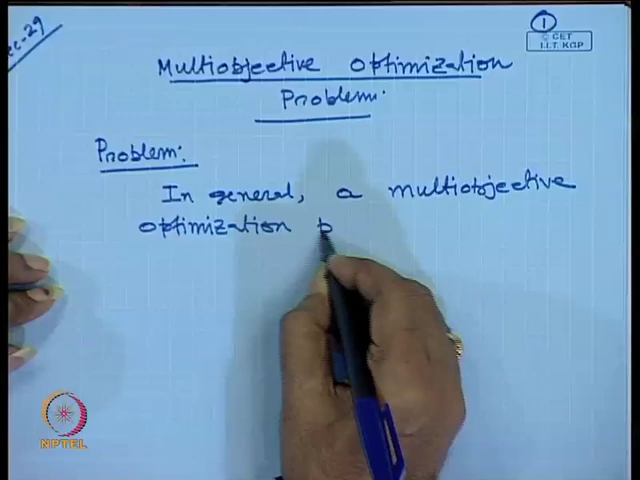 ec-29
1
© CET
I.I.T. KGP
Multiobjective Optimization
Problem.
Problem:
In general, a multiobjective
optimization p
NPTEL